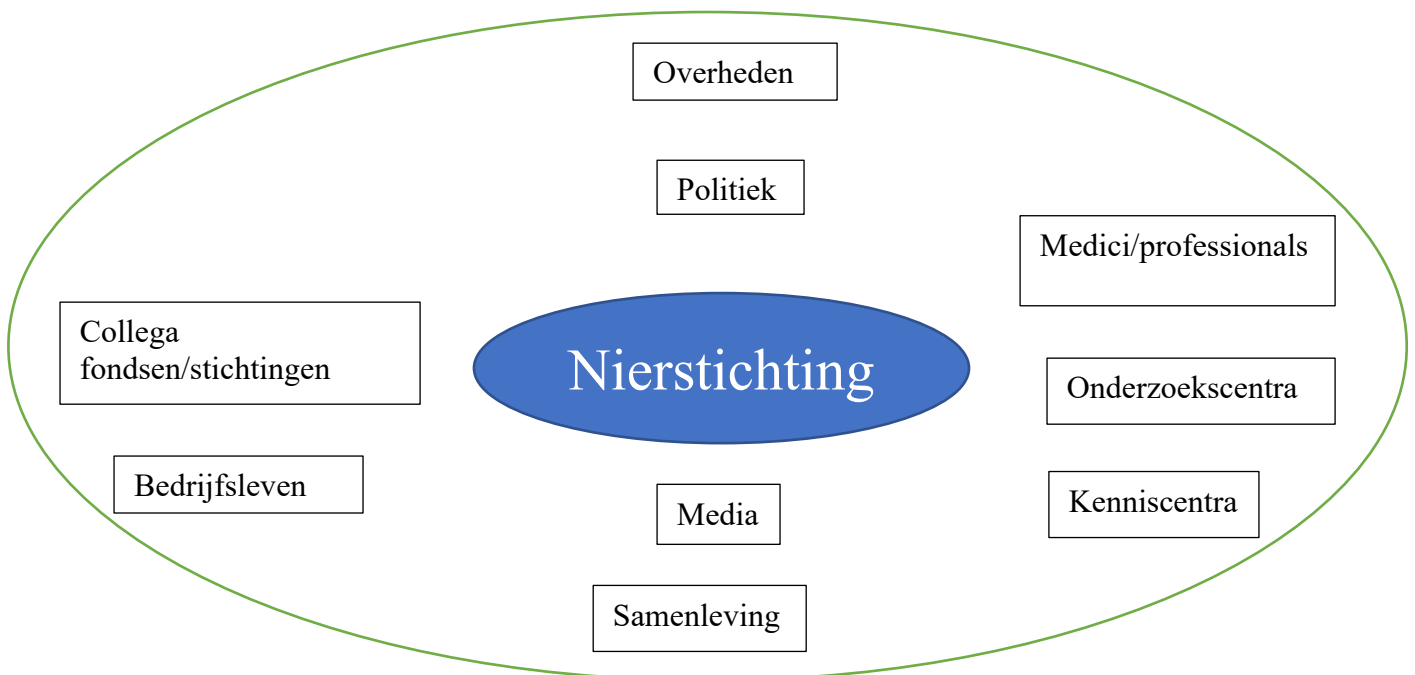 Overheden
Politiek
Medici/professionals
Collega
fondsen/stichtingen
Nierstichting
Onderzoekscentra
Bedrijfsleven
Media
Kenniscentra
Samenleving